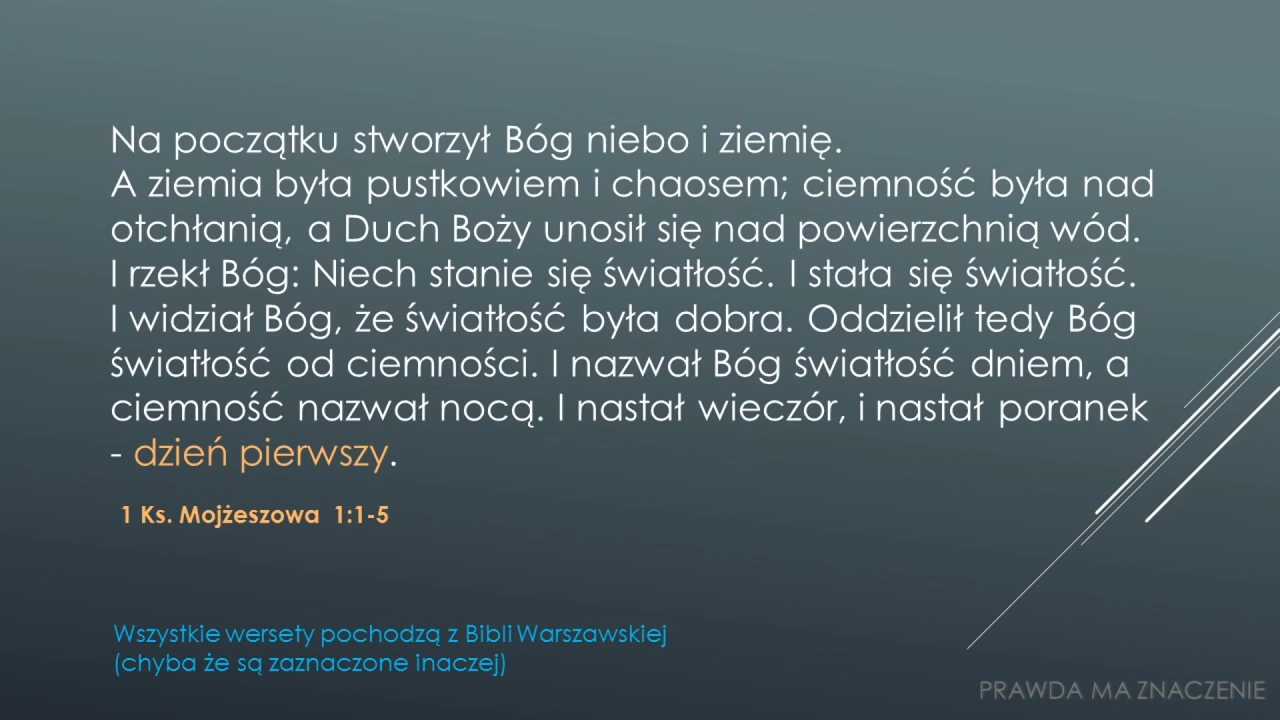 Na początku stworzył Bóg niebo i ziemię.
A ziemia była pustkowiem i chaosem; ciemność była nad
otchłanią, a Duch Boży unosił się nad powierzchnią wód.
I rzekł Bóg: Niech stanie się światłość. I stała się światłość.
I widział Bóg, że światłość była dobra. Oddzielił tedy Bóg
światłość od ciemności. I nazwał Bóg światłość dniem, a
ciemność nazwał nocą. I nastał wieczór, i nastał poranek
- dzień pierwszy.
1 Ks. Mojżeszowa 1:1-5
Wszystkie wersety pochodzą z Bibli Warszawskiej
(chyba że są zaznaczone inaczej)
PRAWDA MA ZNACZENIE